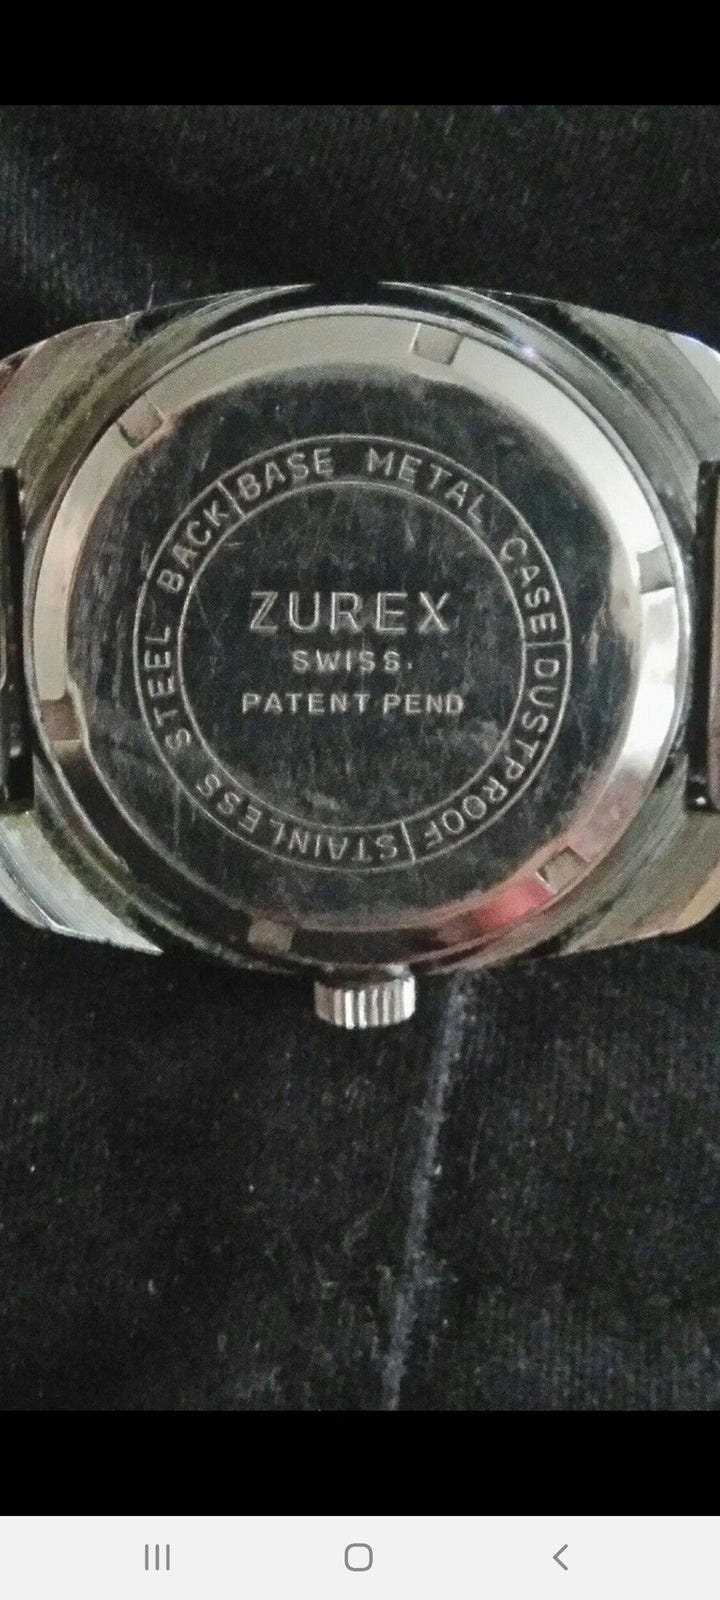 ZUREX
SWISS.
PATENT PEND
BASE METAL CASE | DUSTPROOF | STAINLESS STEEL BACK |